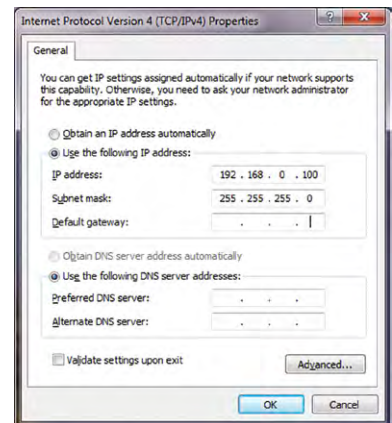 Internet Protocol Version 4 (TCP/IPv4) Properties
General
You can get IP settings assigned automatically if your network supports
this capability. Otherwise, you need to ask your network administrator
for the appropriate IP settings.
Obtain an IP address automatically
Use the following IP address:
IP address: 192 . 168 . 0 . 100
Subnet mask: 255 . 255 . 255 . 0
Default gateway: . . .
Obtain DNS server address automatically
Use the following DNS server addresses:
Preferred DNS server: . . .
Alternate DNS server: . . .
Validate settings upon exit
Advanced...
OK Cancel